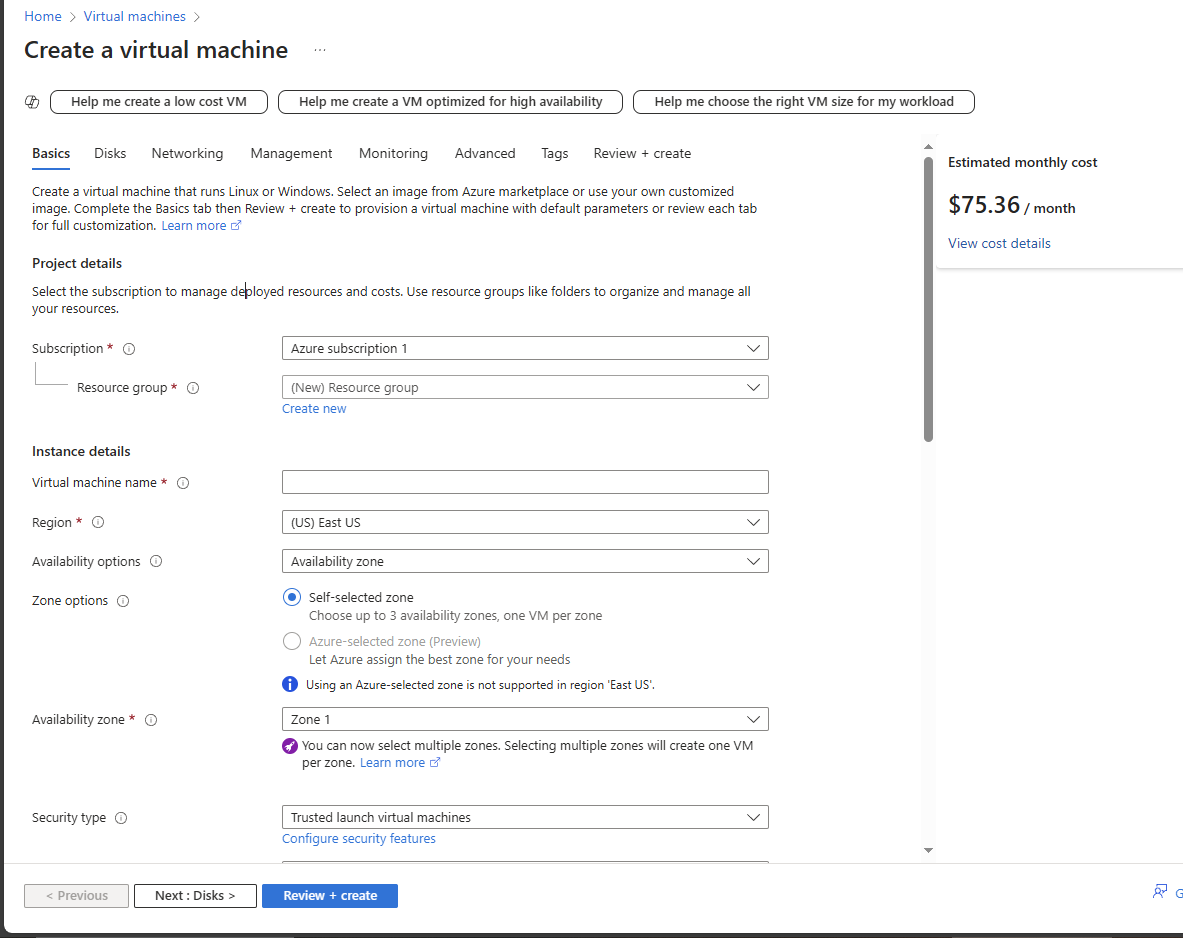 Home > Virtual machines >
Create a virtual machine ...
Help me create a low cost VM
Help me create a VM optimized for high availability
Help me choose the right VM size for my workload
Basics Disks Networking Management Monitoring Advanced Tags Review + create
Create a virtual machine that runs Linux or Windows. Select an image from Azure marketplace or use your own customized
image. Complete the Basics tab then Review + create to provision a virtual machine with default parameters or review each tab
for full customization. Learn more
Project details
Select the subscription to manage deployed resources and costs. Use resource groups like folders to organize and manage all
your resources.
Subscription *
Azure subscription 1
Resource group *
(New) Resource group
Create new
Instance details
Virtual machine name *
Region *
(US) East US
Availability options
Availability zone
Zone options
Self-selected zone
Choose up to 3 availability zones, one VM per zone
Azure-selected zone (Preview)
Let Azure assign the best zone for your needs
Using an Azure-selected zone is not supported in region 'East US'.
Availability zone *
Zone 1
You can now select multiple zones. Selecting multiple zones will create one VM
per zone. Learn more
Security type
Trusted launch virtual machines
Configure security features
Estimated monthly cost
$75.36 / month
View cost details
< Previous
Next : Disks >
Review + create